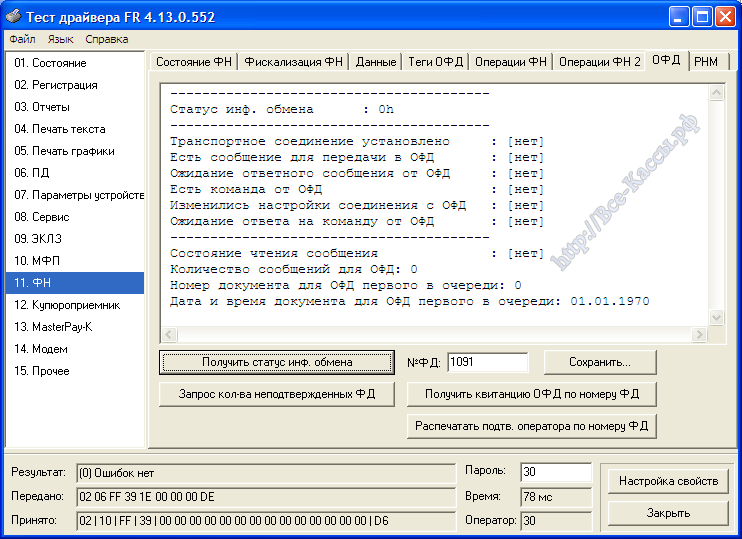 Тест драйвера FR 4.13.0.552
Файл Язык Справка
01. Состояние
02. Регистрация
03. Отчеты
04. Печать текста
05. Печать графики
06. ПД
07. Параметры устройств
08. Сервис
09. ЭКЛЗ
10. МФП
11. ФН
12. Купюроприемник
13. MasterPay-K
14. Модем
15. Прочее
Состояние ФН Фискализация ФН Данные Теги ОФД Операции ФН Операции ФН 2 ОФД РНМ
----------------------------------------
Статус инф. обмена : 0h
----------------------------------------
Транспортное соединение установлено : [нет]
Есть сообщение для передачи в ОФД : [нет]
Ожидание ответного сообщения от ОФД : [нет]
Есть команда от ОФД : [нет]
Изменились настройки соединения с ОФД : [нет]
Ожидание ответа на команду от ОФД : [нет]
----------------------------------------
Состояние чтения сообщения : [нет]
Количество сообщений для ОФД: 0
Номер документа для ОФД первого в очереди: 0
Дата и время документа для ОФД первого в очереди: 01.01.1970
http://Все-Кассы.рф
Получить статус инф. обмена №ФД: 1091 Сохранить...
Запрос кол-ва неподтвержденных ФД Получить квитанцию ОФД по номеру ФД
Распечатать подтв. оператора по номеру ФД
Результат: (0) Ошибок нет Пароль: 30 Настройка свойств
Передано: 02 06 FF 39 1E 00 00 00 DE Время: 78 мс
Принято: 02 | 10 | FF | 39 | 00 00 00 00 00 00 00 00 00 00 00 00 00 00 | D6 Оператор: 30 Закрыть